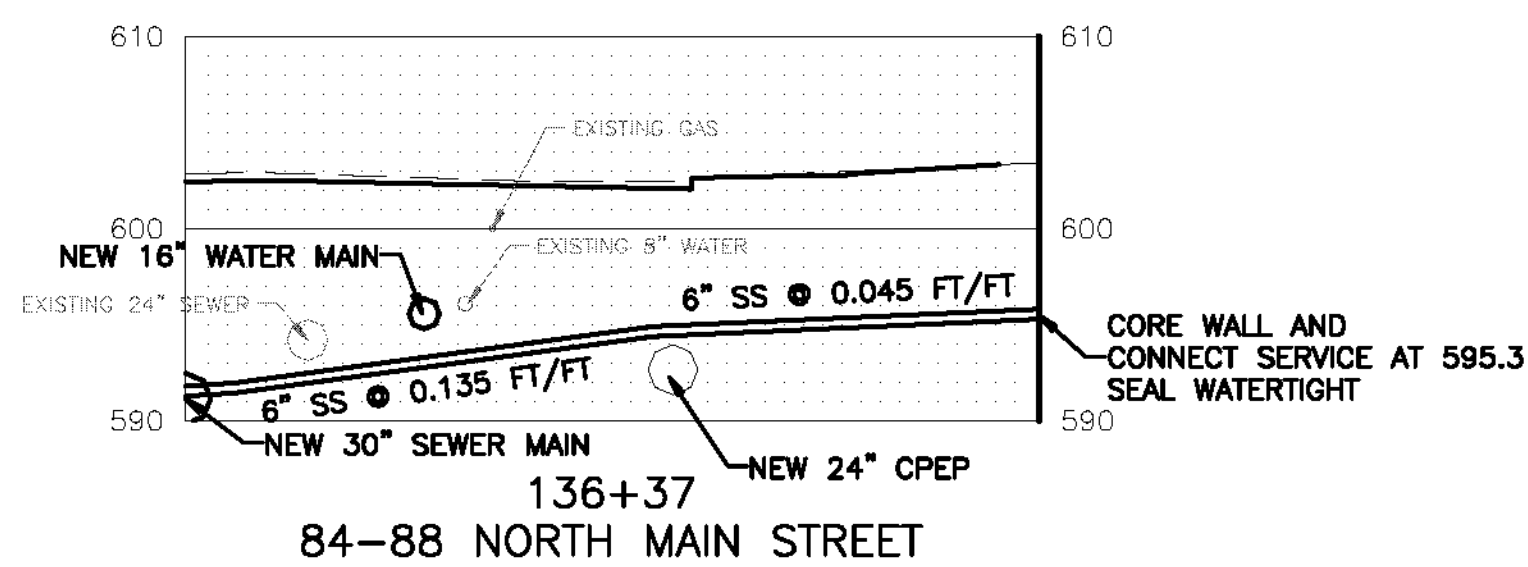 610
610
EXISTING GAS
600
600
NEW 16" WATER MAIN
EXISTING 8" WATER
EXISTING 24" SEWER
6" SS @ 0.045 FT/FT
CORE WALL AND
CONNECT SERVICE AT 595.3
SEAL WATERTIGHT
6" SS @ 0.135 FT/FT
590
590
NEW 30" SEWER MAIN
NEW 24" CPEP
136+37
84-88 NORTH MAIN STREET